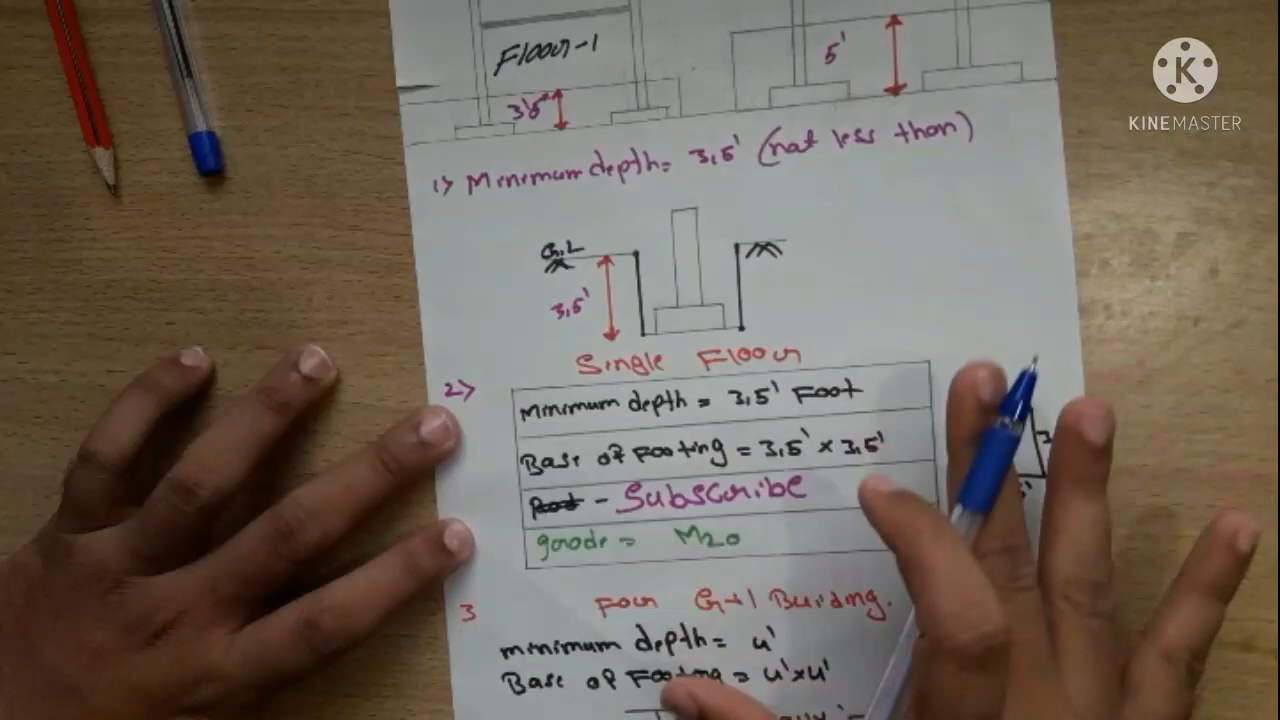 Floor-1
3.5'
5'
K
KINEMASTER
1> Minimum depth = 3,5' (not less than)
G.L
3,5'
Single Floor
2>
Minimum depth = 3,5' Foot
Base of Footing = 3,5' x 3,5'
- Subscribe
grade = M20
3 For G+1 Building.
minimum depth = 4'
Base of Footing = 4'x4'